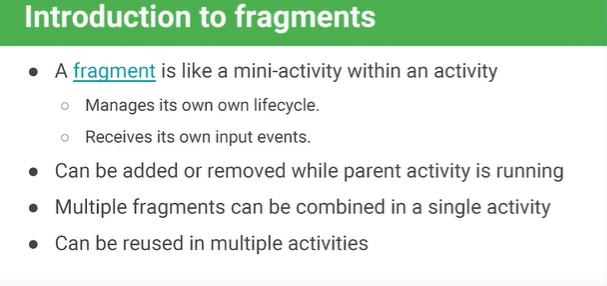 Introduction to fragments
● A fragment is like a mini-activity within an activity
○ Manages its own own lifecycle.
○ Receives its own input events.
● Can be added or removed while parent activity is running
● Multiple fragments can be combined in a single activity
● Can be reused in multiple activities